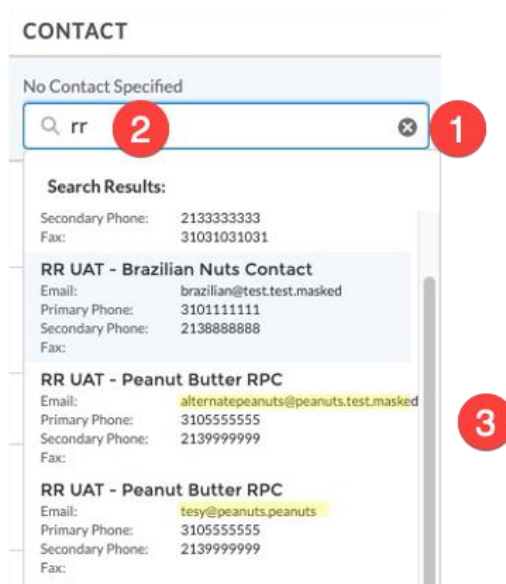 CONTACT
No Contact Specified
rr
2
1
Search Results:
Secondary Phone: 2133333333
Fax: 31031031031
RR UAT - Brazilian Nuts Contact
Email: brazilian@test.test.masked
Primary Phone: 3101111111
Secondary Phone: 2138888888
Fax:
RR UAT - Peanut Butter RPC
Email: alternatepeanuts@peanuts.test.masked
Primary Phone: 3105555555
3
Secondary Phone: 2139999999
Fax:
RR UAT - Peanut Butter RPC
Email: tesy@peanuts.peanuts
Primary Phone: 3105555555
Secondary Phone: 2139999999
Fax: